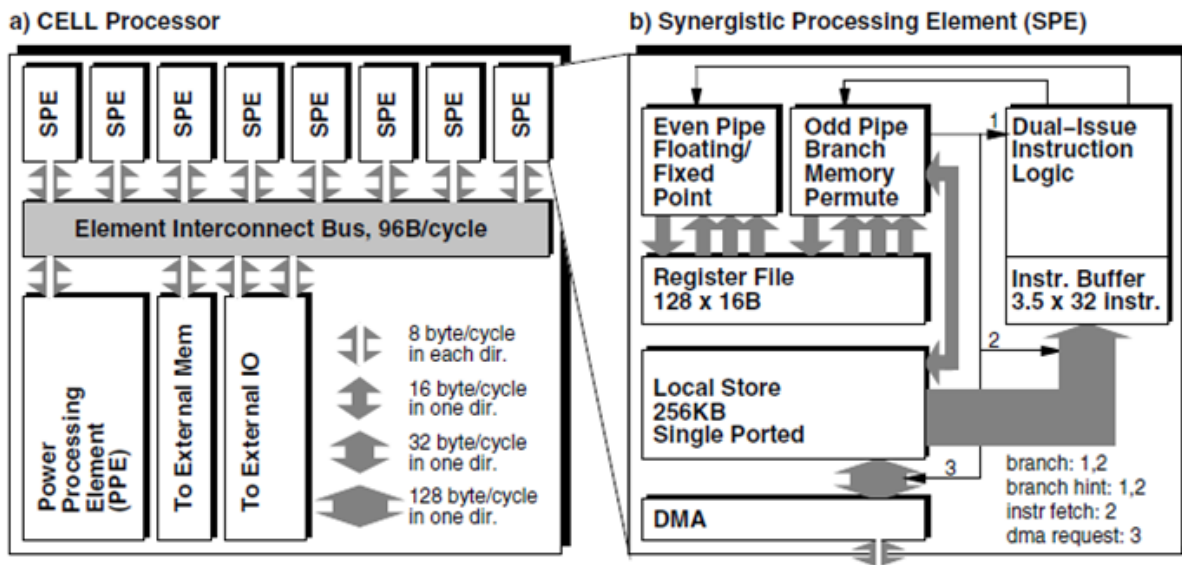 a) CELL Processor
SPE
SPE
SPE
SPE
SPE
SPE
SPE
SPE
Element Interconnect Bus, 96B/cycle
Power
Processing
Element
(PPE)
To External Mem
To External IO
8 byte/cycle
in each dir.
16 byte/cycle
in one dir.
32 byte/cycle
in one dir.
128 byte/cycle
in one dir.
b) Synergistic Processing Element (SPE)
Even Pipe
Floating/
Fixed
Point
Odd Pipe
Branch
Memory
Permute
1
Dual-Issue
Instruction
Logic
Register File
128 x 16B
Instr. Buffer
3.5 x 32 instr.
2
Local Store
256KB
Single Ported
3
DMA
branch: 1,2
branch hint: 1,2
instr fetch: 2
dma request: 3